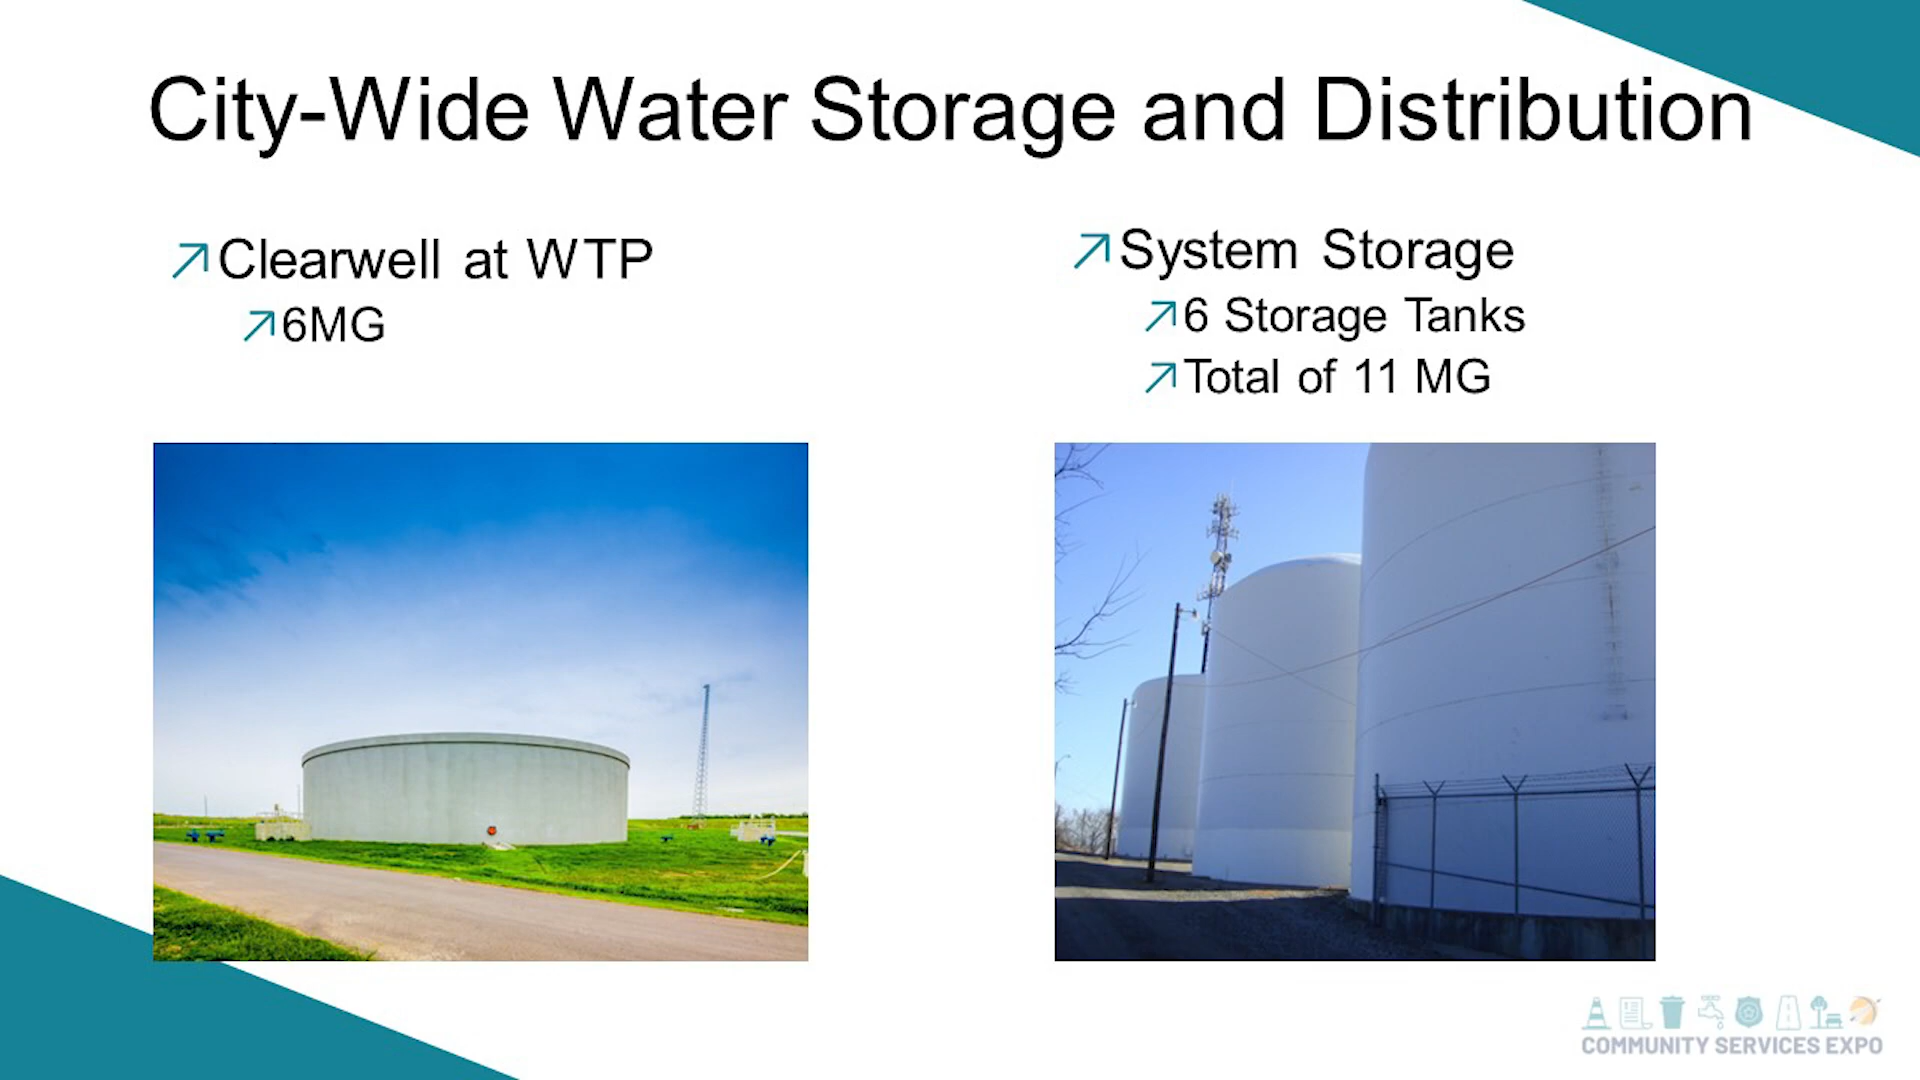 City-Wide Water Storage and Distribution
Clearwell at WTP
6MG
System Storage
6 Storage Tanks
Total of 11 MG
COMMUNITY SERVICES EXPO